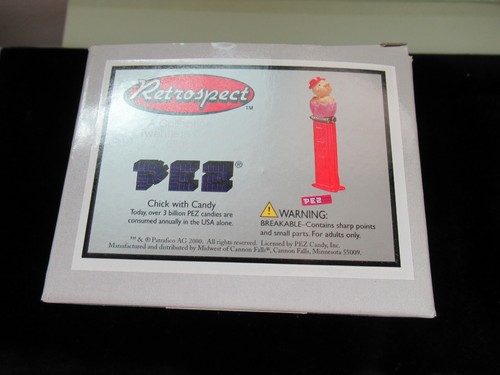 Retrospect™
PEZ®
Chick with Candy
Today, over 3 billion PEZ candies are
consumed annually in the USA alone.
PEZ
⚠ WARNING:
BREAKABLE-Contains sharp points
and small parts. For adults only.
™ & ® Patrafico AG 2000. All rights reserved. Licensed by PEZ Candy, Inc.
Manufactured and distributed by Midwest of Cannon Falls®, Cannon Falls, Minnesota 55009.